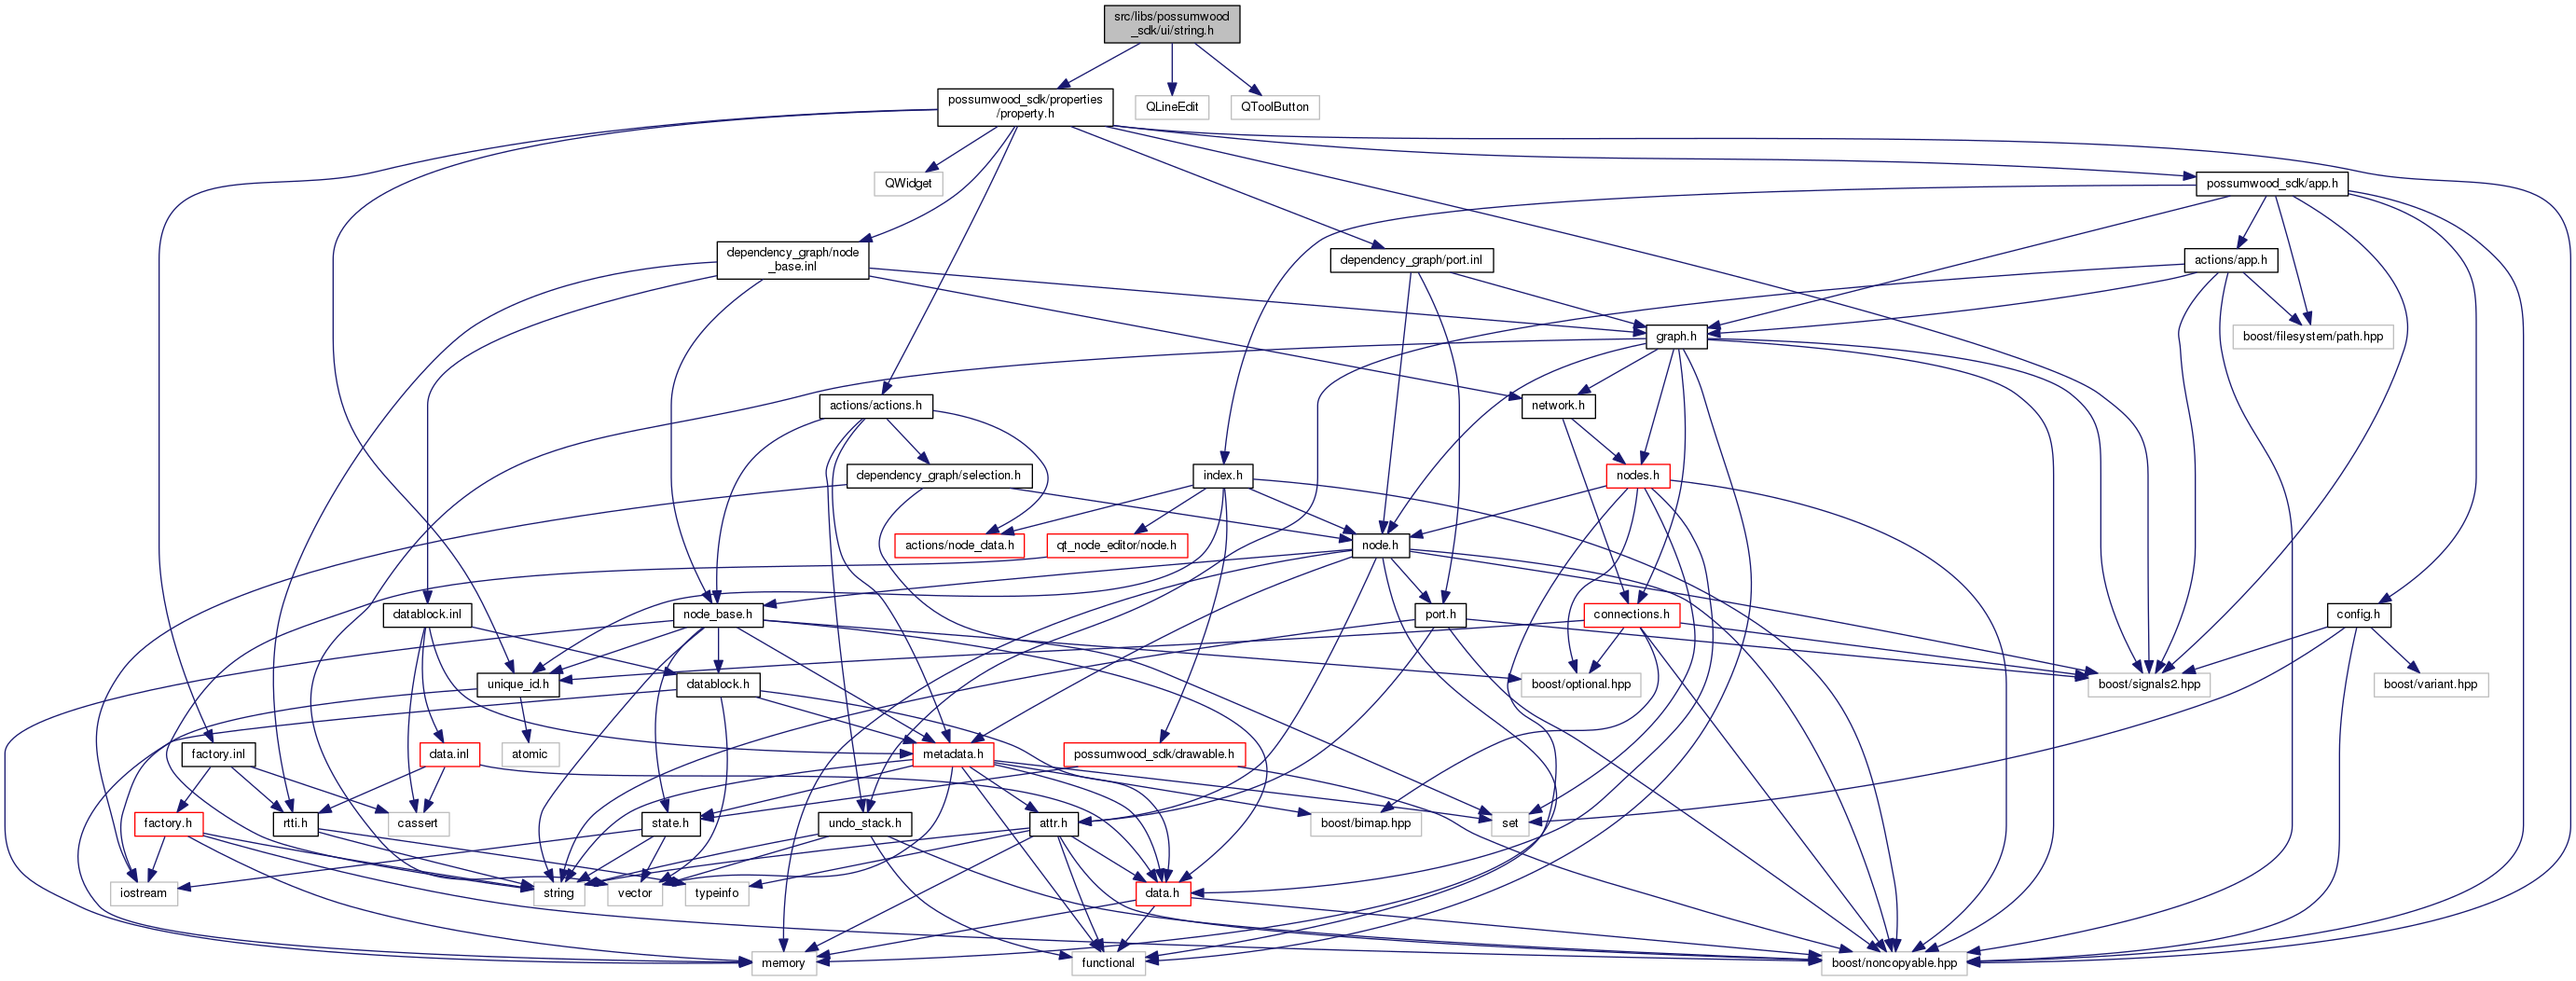 src/libs/possumwood
_sdk/ui/string.h
possumwood_sdk/properties
/property.h
QLineEdit
QToolButton
QWidget
possumwood_sdk/app.h
dependency_graph/node
_base.inl
dependency_graph/port.inl
actions/app.h
graph.h
boost/filesystem/path.hpp
actions/actions.h
network.h
dependency_graph/selection.h
index.h
nodes.h
actions/node_data.h
qt_node_editor/node.h
node.h
datablock.inl
node_base.h
port.h
connections.h
config.h
unique_id.h
datablock.h
boost/optional.hpp
boost/signals2.hpp
boost/variant.hpp
factory.inl
data.inl
atomic
metadata.h
possumwood_sdk/drawable.h
factory.h
rtti.h
cassert
state.h
undo_stack.h
attr.h
boost/bimap.hpp
set
iostream
string
vector
typeinfo
data.h
memory
functional
boost/noncopyable.hpp